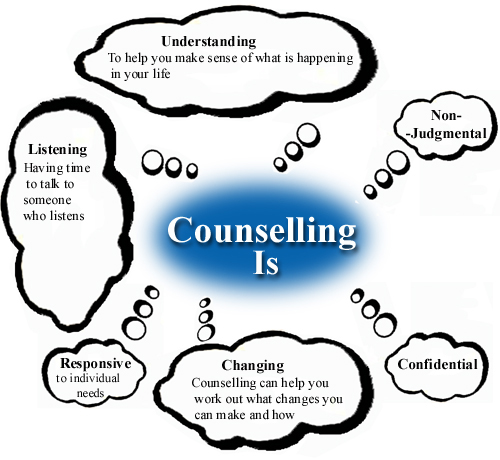 Understanding
To help you make sense of what is happening
in your life
Non-
-Judgmental
Listening
Having time
to talk to
someone
who listens
Counselling
Is
Responsive
to individual
needs
Changing
Counselling can help you
work out what changes you
can make and how
Confidential